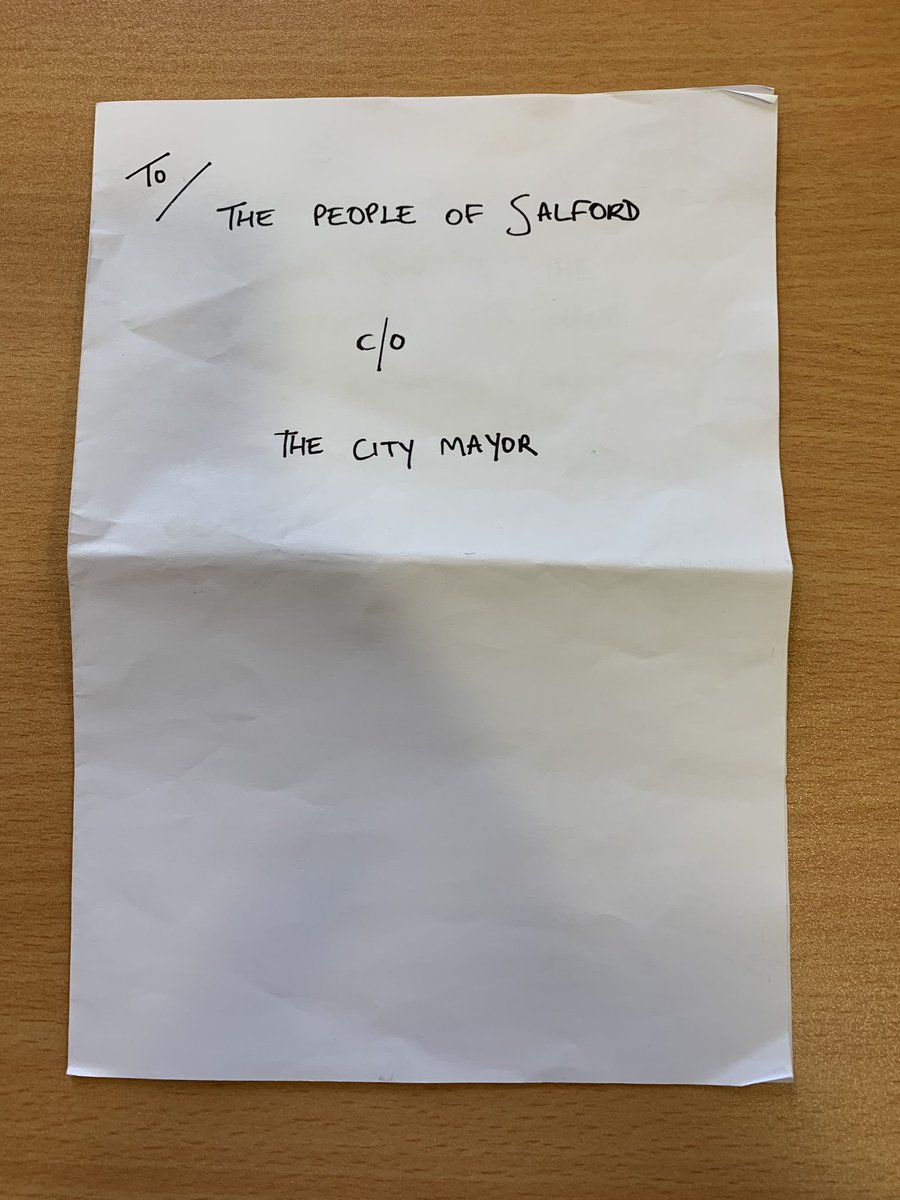 To/
THE PEOPLE OF SALFORD
c/o
THE CITY MAYOR